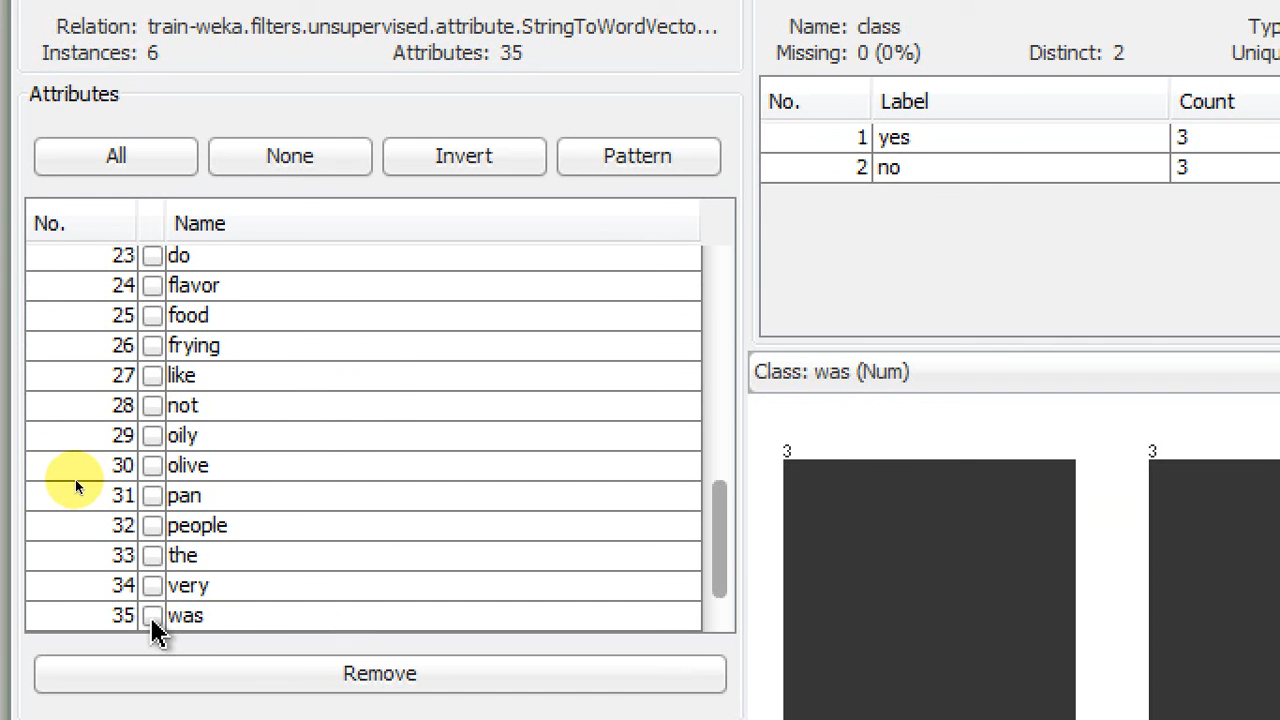 Relation: train-weka.filters.unsupervised.attribute.StringToWordVecto...
Instances: 6 Attributes: 35
Attributes
All None Invert Pattern
No. Name
23 do
24 flavor
25 food
26 frying
27 like
28 not
29 oily
30 olive
31 pan
32 people
33 the
34 very
35 was
Remove
Name: class Typ
Missing: 0 (0%) Distinct: 2 Uniqu
No. Label Count
1 yes 3
2 no 3
Class: was (Num)
3 3